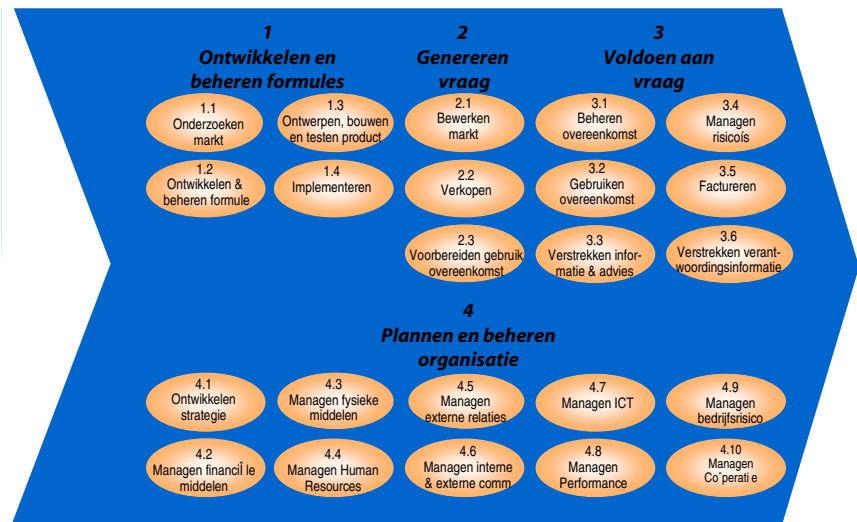 1
Ontwikkelen en
beheren formules
2
Genereren
vraag
3
Voldoen aan
vraag
1.1
Onderzoeken
markt
1.3
Ontwerpen, bouwen
en testen product
2.1
Bewerken
markt
3.1
Beheren
overeenkomst
3.4
Managen
risicoís
1.2
Ontwikkelen &
beheren formule
1.4
Implementeren
2.2
Verkopen
3.2
Gebruiken
overeenkomst
3.5
Factureren
2.3
Voorbereiden gebruik
overeenkomst
3.3
Verstrekken infor-
matie & advies
3.6
Verstrekken verant-
woordingsinformatie
4
Plannen en beheren
organisatie
4.1
Ontwikkelen
strategie
4.3
Managen fysieke
middelen
4.5
Managen
externe relaties
4.7
Managen ICT
4.9
Managen
bedrijfsrisico
4.2
Managen financiÎ le
middelen
4.4
Managen Human
Resources
4.6
Managen interne
& externe comm
4.8
Managen
Performance
4.10
Managen
Coˆperati e